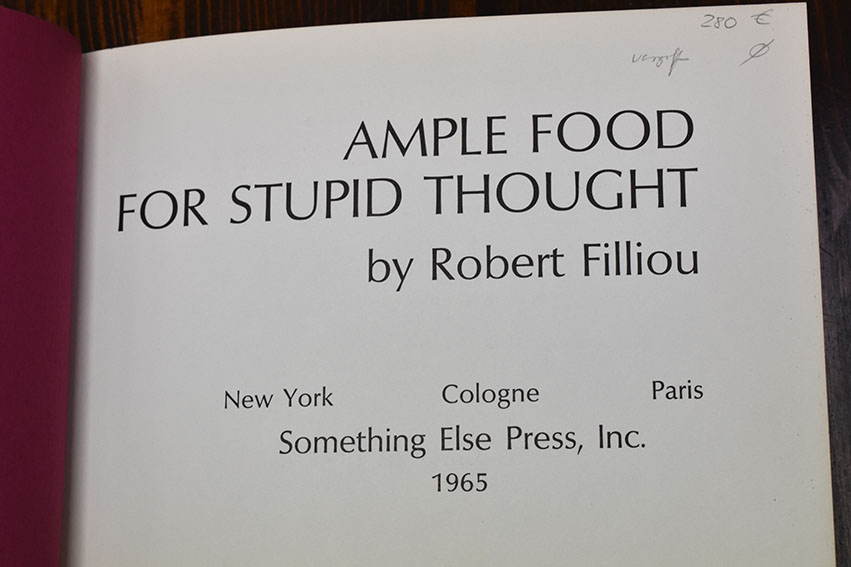 280 €
AMPLE FOOD
FOR STUPID THOUGHT
by Robert Filliou
New York Cologne Paris
Something Else Press, Inc.
1965